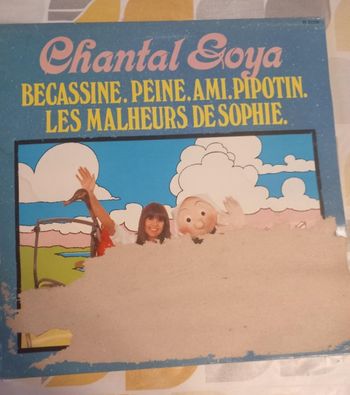 Chantal Goya
BECASSINE. PEINE. AMI. PIPOTIN.
LES MALHEURS DE SOPHIE.